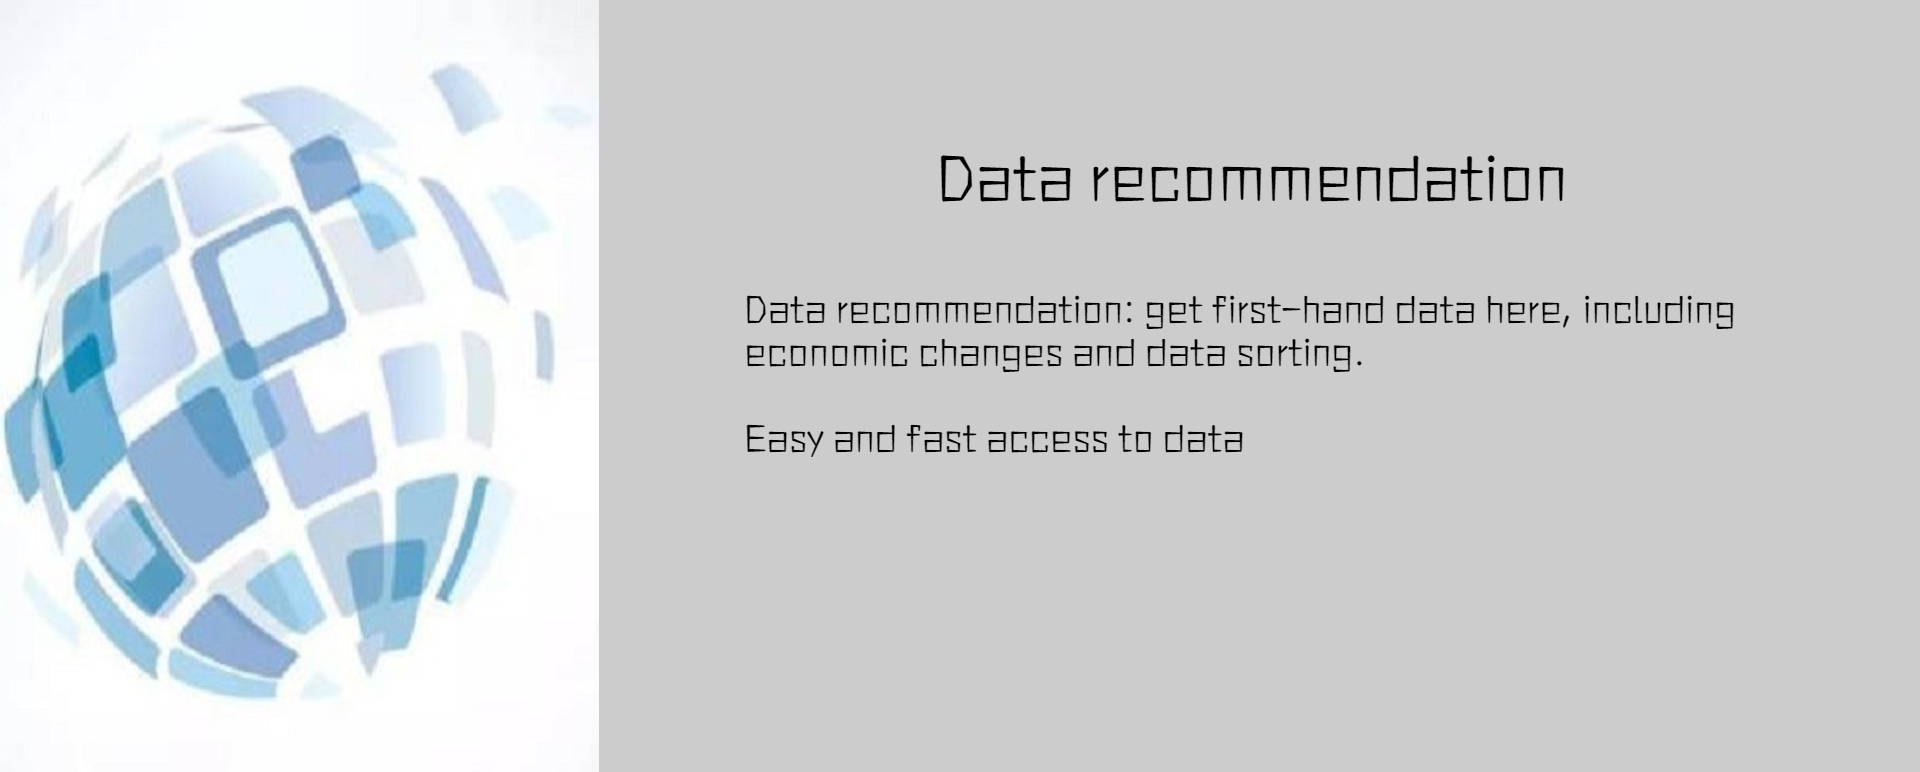 Data recommendation
Data recommendation: get first-hand data here, including
economic changes and data sorting.
Easy and fast access to data